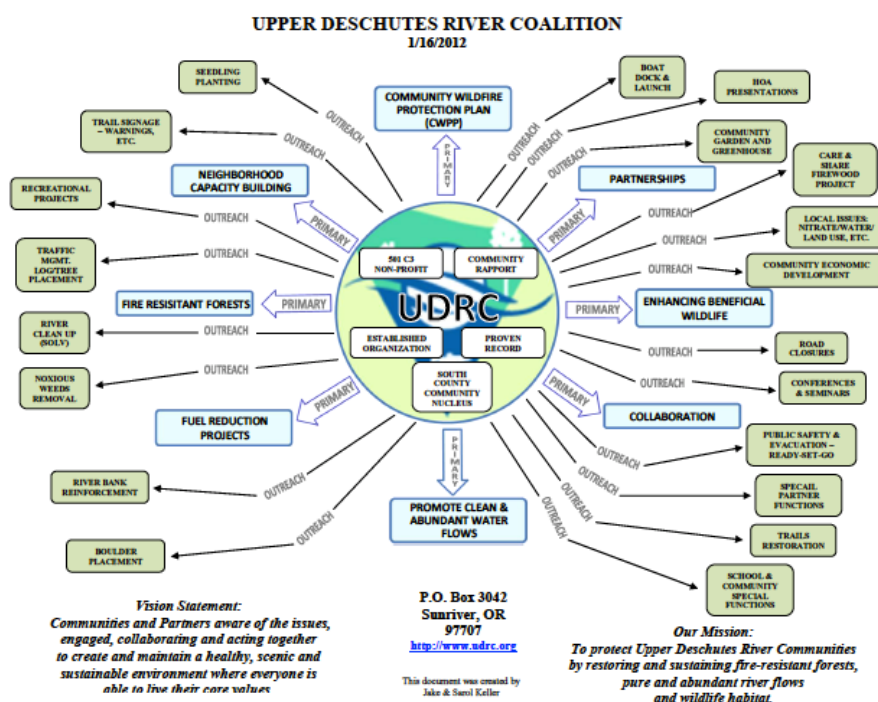 UPPER DESCHUTES RIVER COALITION
1/16/2012
SEEDLING
PLANTING
OUTREACH
TRAIL SIGNAGE
– WARNINGS,
ETC.
OUTREACH
COMMUNITY WILDFIRE
PROTECTION PLAN
(CWPP)
PRIMARY
BOAT
DOCK &
LAUNCH
OUTREACH
HOA
PRESENTATIONS
OUTREACH
COMMUNITY
GARDEN AND
GREENHOUSE
OUTREACH
NEIGHBORHOOD
CAPACITY BUILDING
PRIMARY
PARTNERSHIPS
PRIMARY
CARE &
SHARE
FIREWOOD
PROJECT
OUTREACH
RECREATIONAL
PROJECTS
OUTREACH
LOCAL ISSUES:
NITRATE/WATER/
LAND USE, ETC.
OUTREACH
TRAFFIC
MGMT.
LOG/TREE
PLACEMENT
OUTREACH
COMMUNITY ECONOMIC
DEVELOPMENT
OUTREACH
501 C3
NON-PROFIT
COMMUNITY
RAPPORT
UDRC
ESTABLISHED
ORGANIZATION
PROVEN
RECORD
SOUTH
COUNTY
COMMUNITY
NUCLEUS
FIRE RESISITANT FORESTS
PRIMARY
PRIMARY
ENHANCING BENEFICIAL
WILDLIFE
RIVER
CLEAN UP
(SOLV)
OUTREACH
ROAD
CLOSURES
OUTREACH
NOXIOUS
WEEDS
REMOVAL
OUTREACH
CONFERENCES
& SEMINARS
OUTREACH
FUEL REDUCTION
PROJECTS
PRIMARY
PRIMARY
COLLABORATION
PUBLIC SAFETY &
EVACUATION –
READY-SET-GO
OUTREACH
RIVER BANK
REINFORCEMENT
OUTREACH
SPECAIL
PARTNER
FUNCTIONS
OUTREACH
PRIMARY
PROMOTE CLEAN &
ABUNDANT WATER
FLOWS
BOULDER
PLACEMENT
OUTREACH
TRAILS
RESTORATION
OUTREACH
SCHOOL &
COMMUNITY
SPECIAL
FUNCTIONS
OUTREACH
Vision Statement:
Communities and Partners aware of the issues,
engaged, collaborating and acting together
to create and maintain a healthy, scenic and
sustainable environment where everyone is
able to live their core values
P.O. Box 3042
Sunriver, OR
97707
http://www.udrc.org
This document was created by
Jake & Sarol Keller
Our Mission:
To protect Upper Deschutes River Communities
by restoring and sustaining fire-resistant forests,
pure and abundant river flows
and wildlife habitat.